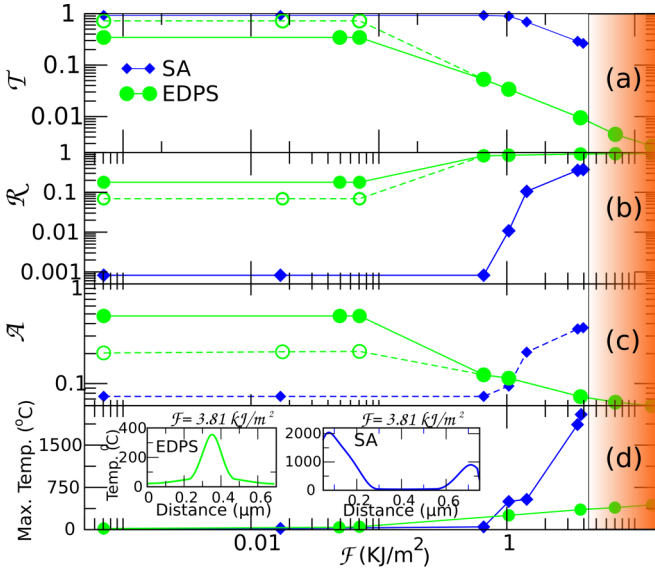 1
𝒯
0.1
0.01
SA
EDPS
(a)
1
ℛ
0.1
0.01
0.001
(b)
1
𝒜
0.1
(c)
Max. Temp. (°C)
1500
750
0
ℱ = 3.81 kJ/m²
Temp. (°C)
400
200
0
EDPS
0 0.2 0.4 0.6
Distance (μm)
ℱ = 3.81 kJ/m²
2000
1000
0
SA
0.2 0.4 0.6
Distance (μm)
(d)
0.01 1
ℱ (KJ/m²)